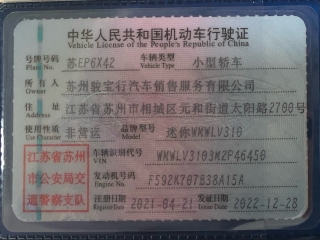 中华人民共和国机动车行驶证
Vehicle License of the People's Republic of China
号牌号码 Plate No. 苏EP6X42 车辆类型 Vehicle Type 小型轿车
所有人 Owner 苏州骏宝行汽车销售服务有限公司
住址 江苏省苏州市相城区元和街道太阳路2700号
使用性质 Use Character 非营运 品牌型号 Model 迷你WMWLV310
江苏省苏州市公安局交通警察支队
车辆识别代号 VIN WMWLV3103M2P46450
发动机号码 Engine No. F592K707B38A15A
注册日期 Register Date 2021-04-21 发证日期 Issue Date 2022-12-28